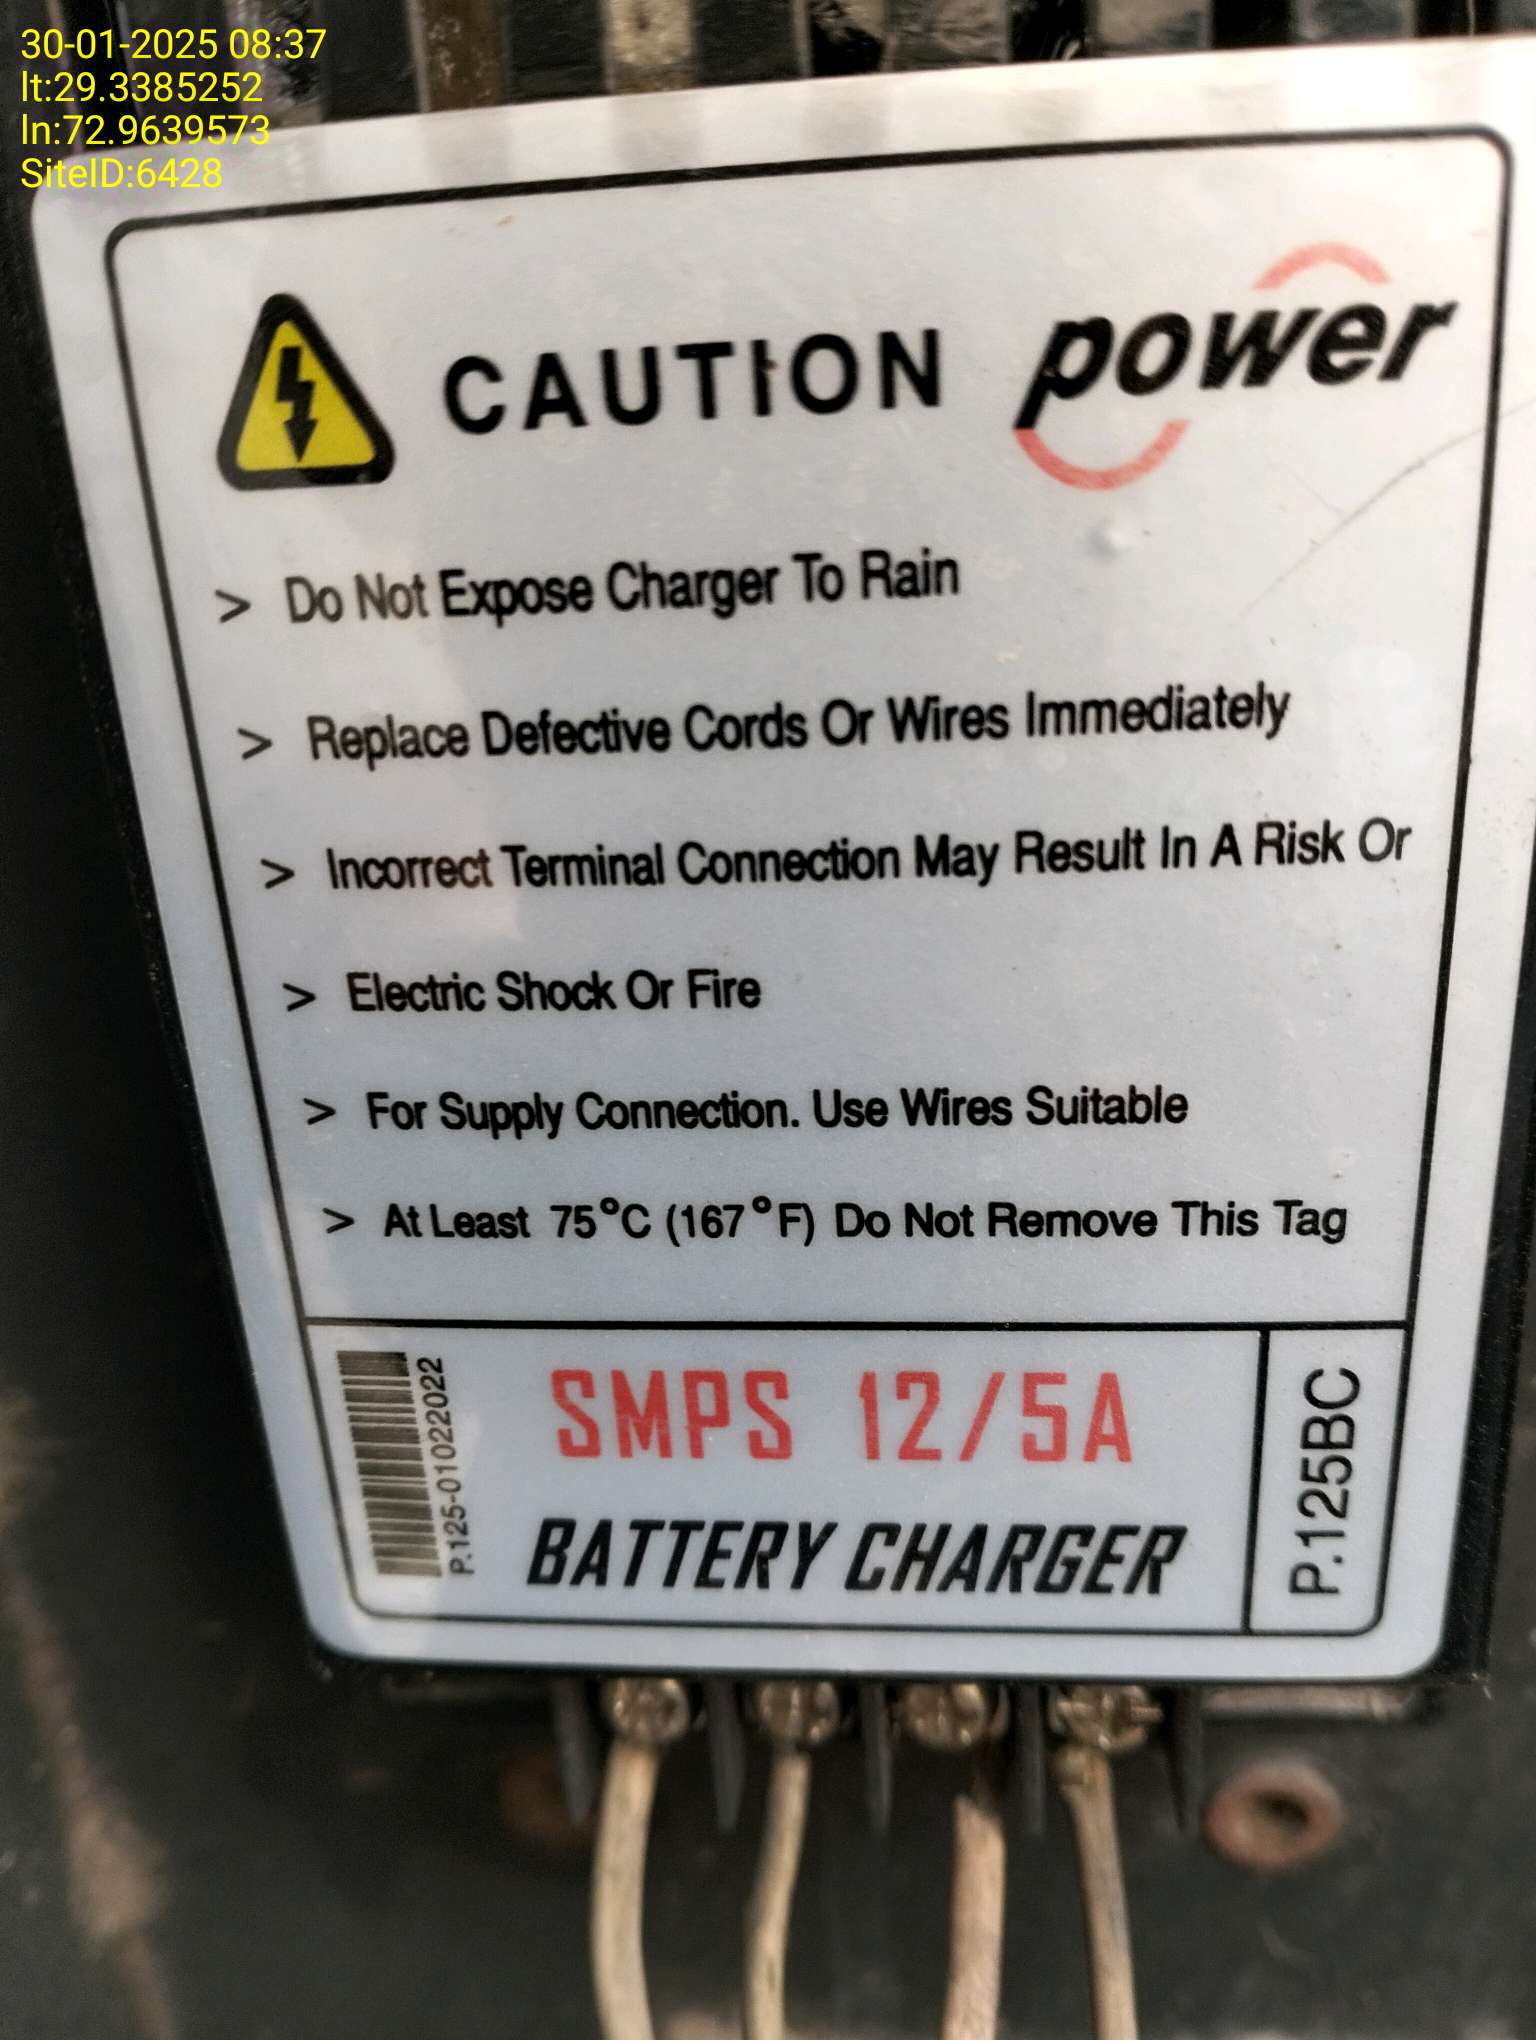 30-01-2025 08:37
lt:29.3385252
ln:72.9639573
SiteID:6428
CAUTION power
> Do Not Expose Charger To Rain
> Replace Defective Cords Or Wires Immediately
> Incorrect Terminal Connection May Result In A Risk Or
> Electric Shock Or Fire
> For Supply Connection. Use Wires Suitable
> At Least 75°C (167°F) Do Not Remove This Tag
P.125-01022022
SMPS 12/5A
BATTERY CHARGER
P.125BC